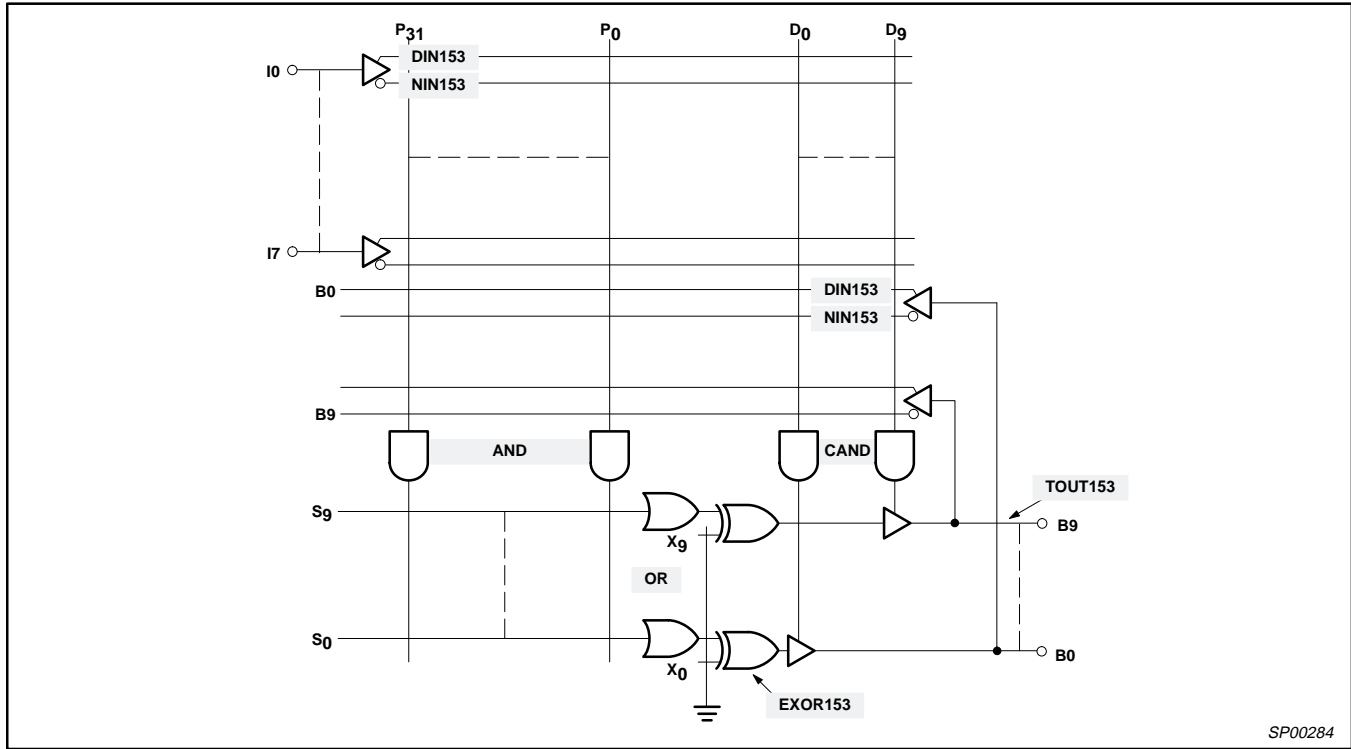 P31 P0 D0 D9
DIN153
I0
NIN153
I7
B0 DIN153
NIN153
B9
AND CAND
TOUT153
S9
X9 B9
OR
S0
X0 B0
EXOR153
SP00284